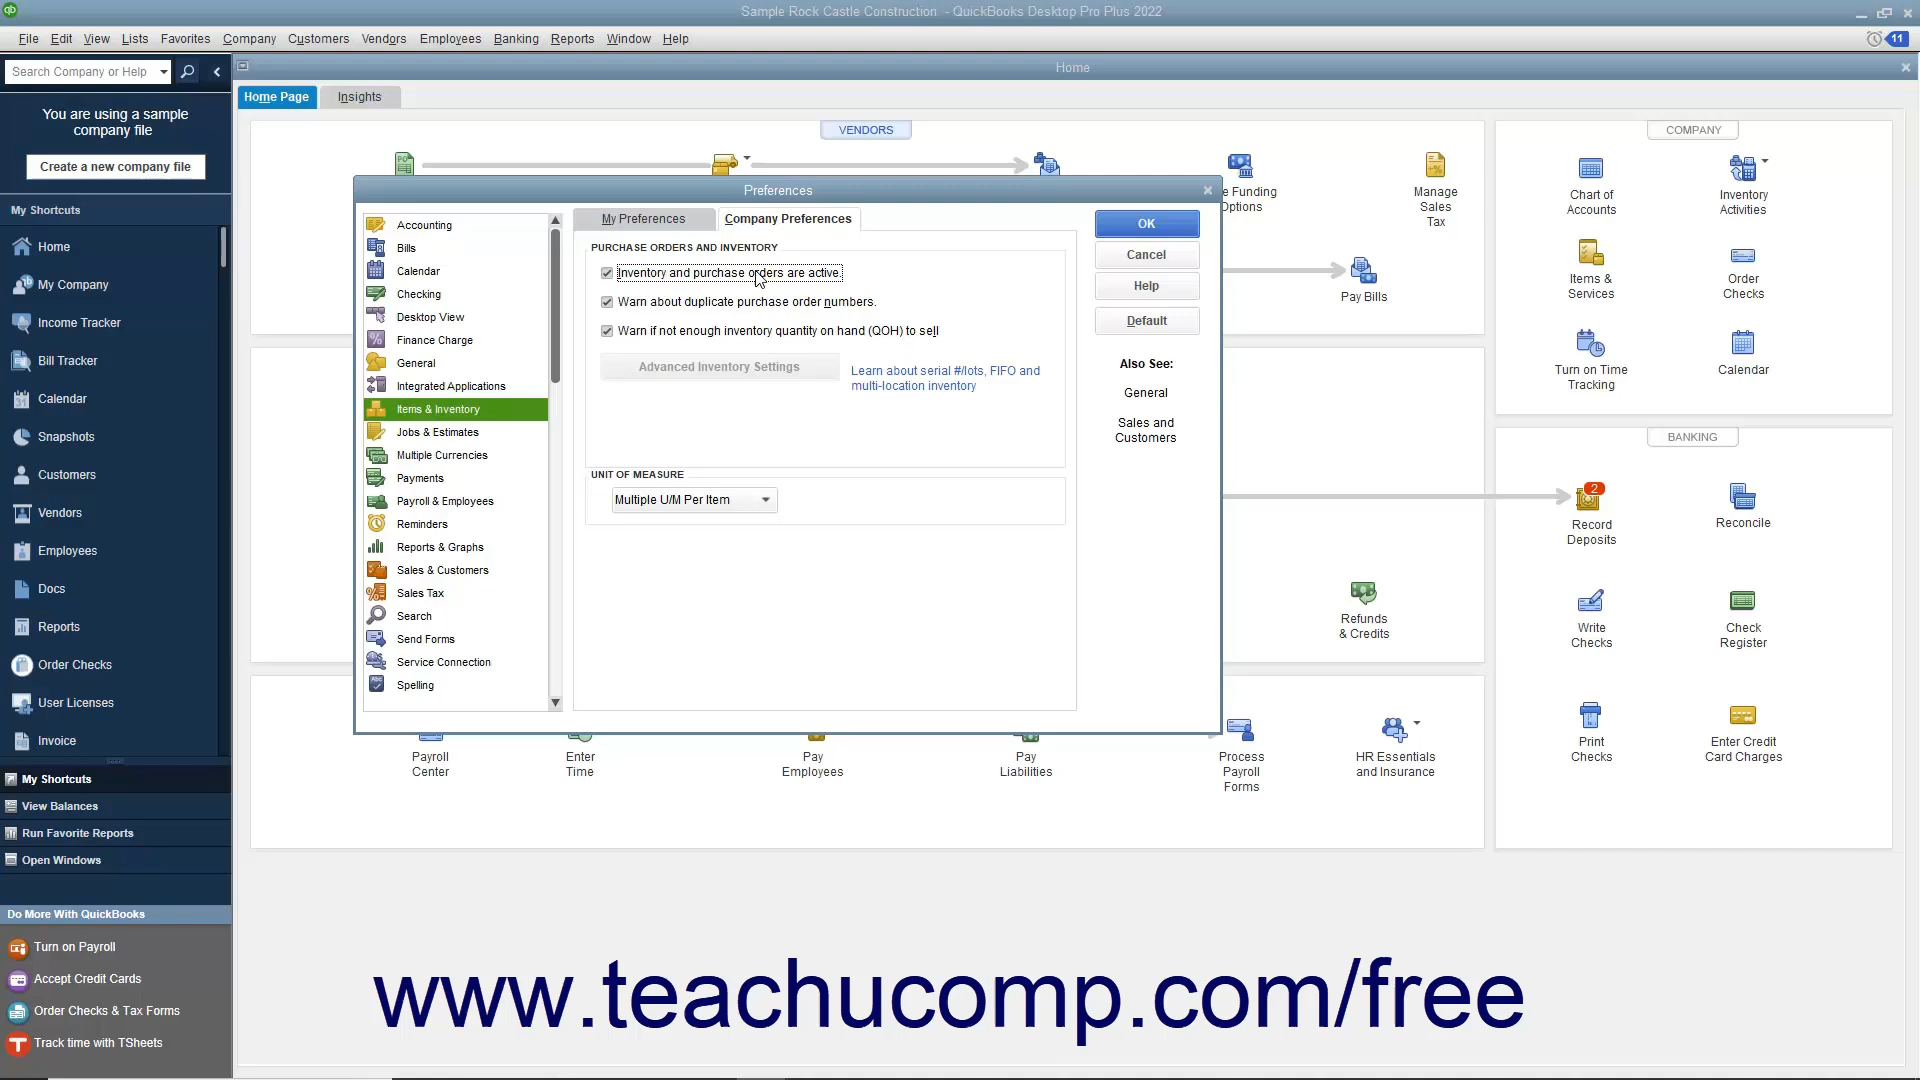 Sample Rock Castle Construction - QuickBooks Desktop Pro Plus 2022
File Edit View Lists Favorites Company Customers Vendors Employees Banking Reports Window Help
11
Search Company or Help
Home
Home Page
Insights
You are using a sample
company file
Create a new company file
My Shortcuts
Home
My Company
Income Tracker
Bill Tracker
Calendar
Snapshots
Customers
Vendors
Employees
Docs
Reports
Order Checks
User Licenses
Invoice
My Shortcuts
View Balances
Run Favorite Reports
Open Windows
Do More With QuickBooks
Turn on Payroll
Accept Credit Cards
Order Checks & Tax Forms
Track time with TSheets
VENDORS
e Funding
Options
Manage
Sales
Tax
Pay Bills
Refunds
& Credits
Preferences
Accounting
Bills
Calendar
Checking
Desktop View
Finance Charge
General
Integrated Applications
Items & Inventory
Jobs & Estimates
Multiple Currencies
Payments
Payroll & Employees
Reminders
Reports & Graphs
Sales & Customers
Sales Tax
Search
Send Forms
Service Connection
Spelling
My Preferences
Company Preferences
PURCHASE ORDERS AND INVENTORY
Inventory and purchase orders are active.
Warn about duplicate purchase order numbers.
Warn if not enough inventory quantity on hand (QOH) to sell
Advanced Inventory Settings
Learn about serial #/lots, FIFO and
multi-location inventory
UNIT OF MEASURE
Multiple U/M Per Item
OK
Cancel
Help
Default
Also See:
General
Sales and
Customers
Payroll
Center
Enter
Time
Pay
Employees
Pay
Liabilities
Process
Payroll
Forms
HR Essentials
and Insurance
COMPANY
Chart of
Accounts
Inventory
Activities
Items &
Services
Order
Checks
Turn on Time
Tracking
Calendar
BANKING
2
Record
Deposits
Reconcile
Write
Checks
Check
Register
Print
Checks
Enter Credit
Card Charges
www.teachucomp.com/free